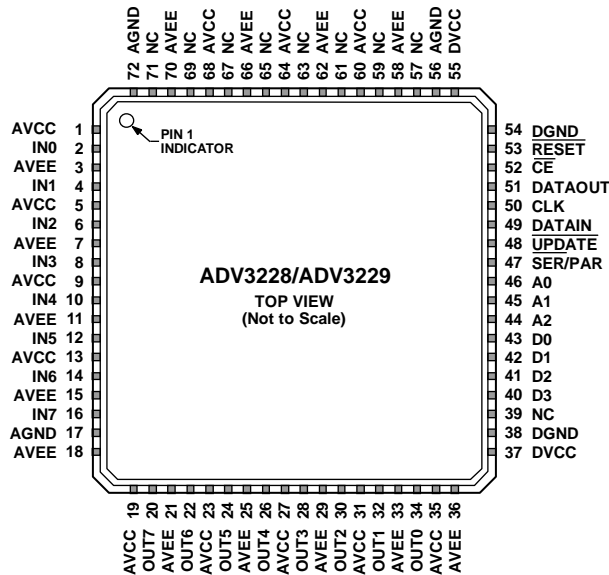 72 AGND
71 NC
70 AVEE
69 NC
68 AVCC
67 NC
66 AVEE
65 NC
64 AVCC
63 NC
62 AVEE
61 NC
60 AVCC
59 NC
58 AVEE
57 NC
56 AGND
55 DVCC
AVCC 1
IN0 2
AVEE 3
IN1 4
AVCC 5
IN2 6
AVEE 7
IN3 8
AVCC 9
IN4 10
AVEE 11
IN5 12
AVCC 13
IN6 14
AVEE 15
IN7 16
AGND 17
AVEE 18
PIN 1
INDICATOR
ADV3228/ADV3229
TOP VIEW
(Not to Scale)
54 DGND
53 RESET
52 CE
51 DATAOUT
50 CLK
49 DATAIN
48 UPDATE
47 SER/PAR
46 A0
45 A1
44 A2
43 D0
42 D1
41 D2
40 D3
39 NC
38 DGND
37 DVCC
AVCC 19
OUT7 20
AVEE 21
OUT6 22
AVCC 23
OUT5 24
AVEE 25
OUT4 26
AVCC 27
OUT3 28
AVEE 29
OUT2 30
AVCC 31
OUT1 32
AVEE 33
OUT0 34
AVCC 35
AVEE 36